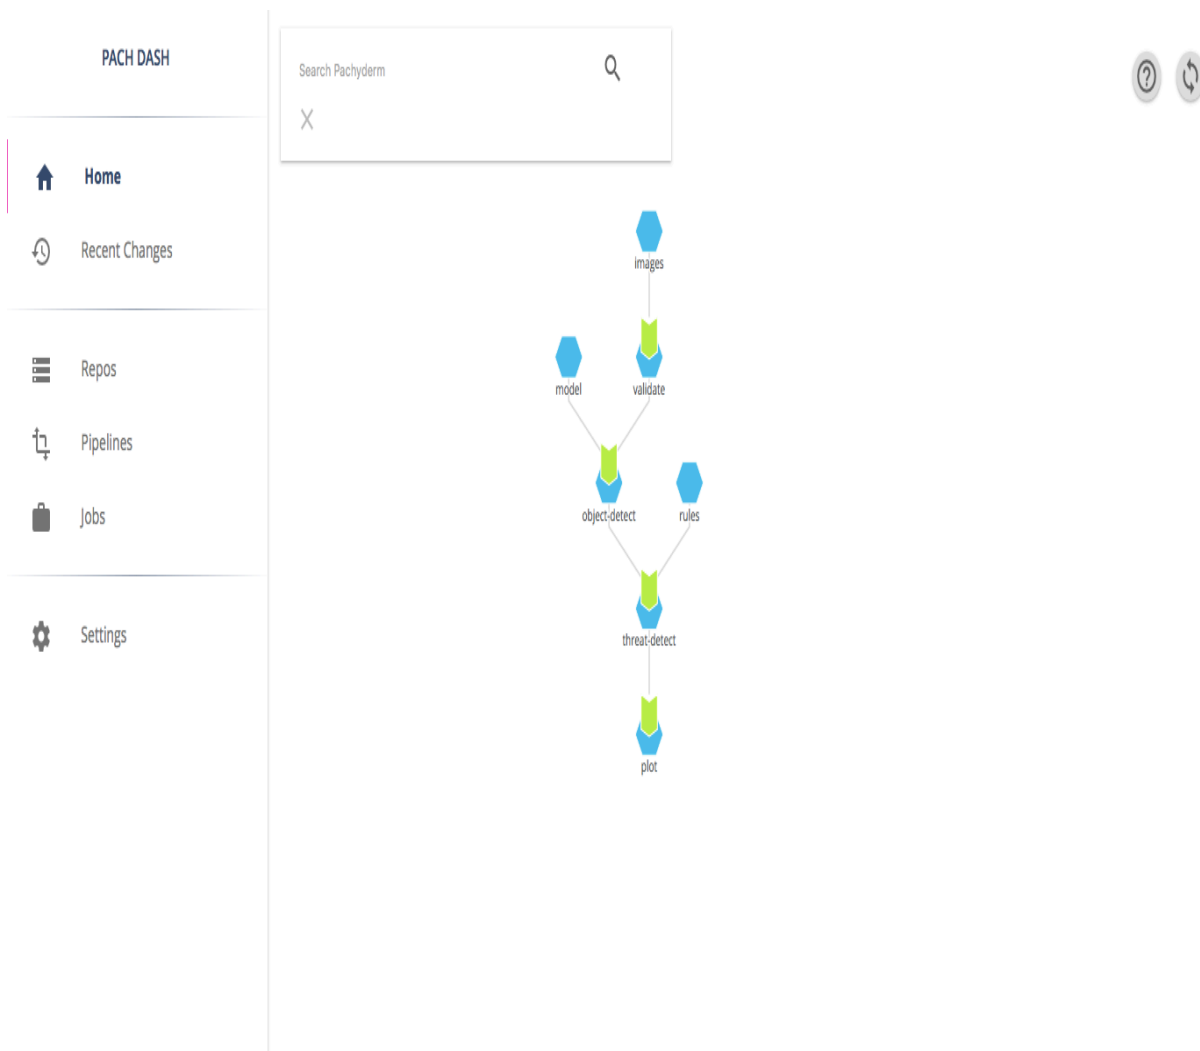 PACH DASH
Home
Recent Changes
Repos
Pipelines
Jobs
Settings
Search Pachyderm
images
model
validate
object-detect
rules
threat-detect
plot